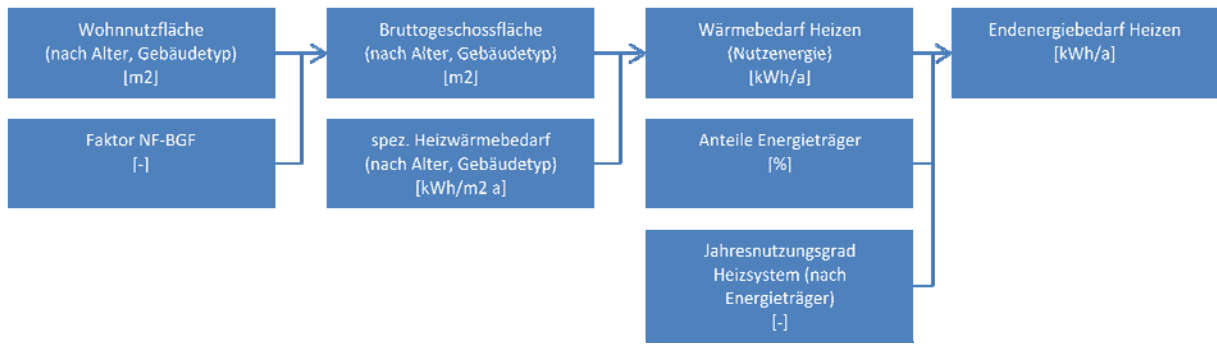 Wohnnutzfläche
(nach Alter, Gebäudetyp)
[m2]
Faktor NF-BGF
[-]
Bruttogeschossfläche
(nach Alter, Gebäudetyp)
[m2]
spez. Heizwärmebedarf
(nach Alter, Gebäudetyp)
[kWh/m2 a]
Wärmebedarf Heizen
(Nutzenergie)
[kWh/a]
Anteile Energieträger
[%]
Jahresnutzungsgrad
Heizsystem (nach
Energieträger)
[-]
Endenergiebedarf Heizen
[kWh/a]